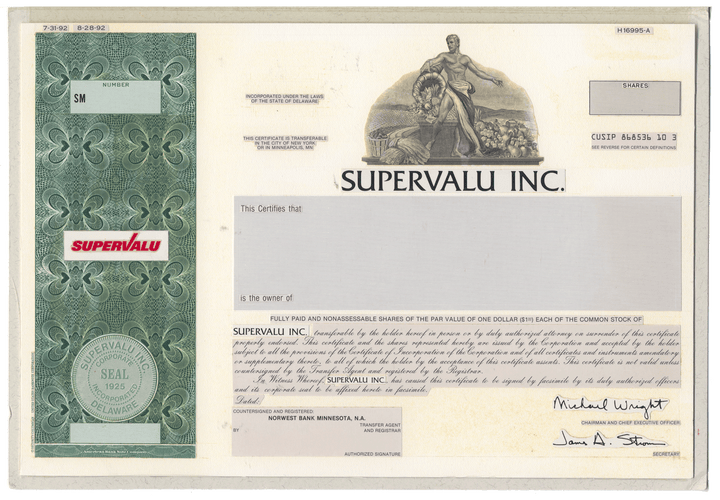 7-31-92 8-28-92
H16995-A
NUMBER
SM
INCORPORATED UNDER THE LAWS
OF THE STATE OF DELAWARE
SHARES
THIS CERTIFICATE IS TRANSFERABLE
IN THE CITY OF NEW YORK
OR IN MINNEAPOLIS, MN
CUSIP 868536 10 3
SEE REVERSE FOR CERTAIN DEFINITIONS
SUPERVALU INC.
This Certifies that:
SUPERVALU
is the owner of
FULLY PAID AND NONASSESSABLE SHARES OF THE PAR VALUE OF ONE DOLLAR ($1⁰⁰) EACH OF THE COMMON STOCK OF
SUPERVALU INC. transferable by the holder hereof in person or by duly authorized attorney on surrender of this certificate
properly endorsed. This certificate and the shares represented hereby are issued by the Corporation and accepted by the holder
subject to all the provisions of the Certificate of Incorporation of the Corporation and of all certificates and instruments amendatory
or supplementary thereto, to all of which the holder by the acceptance of this certificate assents. This certificate is not valid unless
countersigned by the Transfer Agent and registered by the Registrar.
In Witness Whereof, SUPERVALU INC. has caused this certificate to be signed by facsimile by its duly authorized officers
and its corporate seal to be affixed hereto in facsimile.
Dated:
SUPERVALU INC.
CORPORATE
SEAL
1925
INCORPORATED
DELAWARE
COUNTERSIGNED AND REGISTERED:
NORWEST BANK MINNESOTA, N.A.
TRANSFER AGENT
BY AND REGISTRAR
AUTHORIZED SIGNATURE
Michael Wright
CHAIRMAN AND CHIEF EXECUTIVE OFFICER
SECRETARY